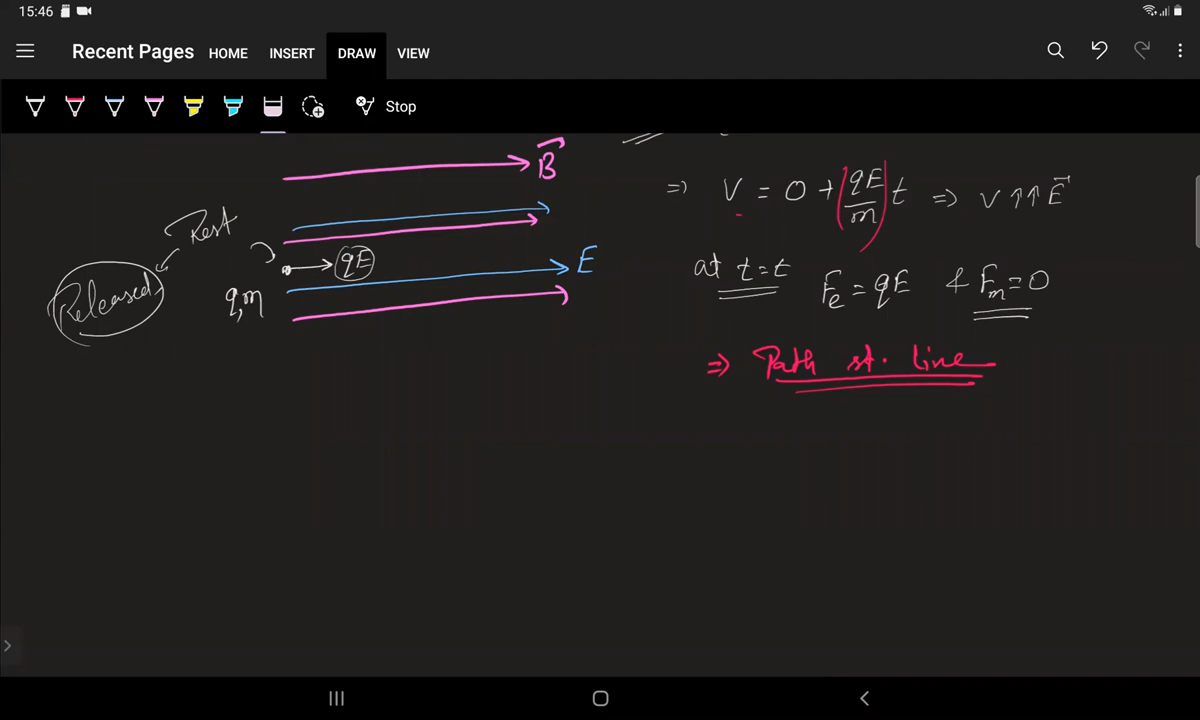 15:46
Recent Pages HOME INSERT DRAW VIEW
Stop
B
⇒ V = 0 + (qE/m) t ⇒ V ↑↑ E
Rest
qE
E
Released
q,m
at t=t Fe = qE & Fm = 0
⇒ Path st. line